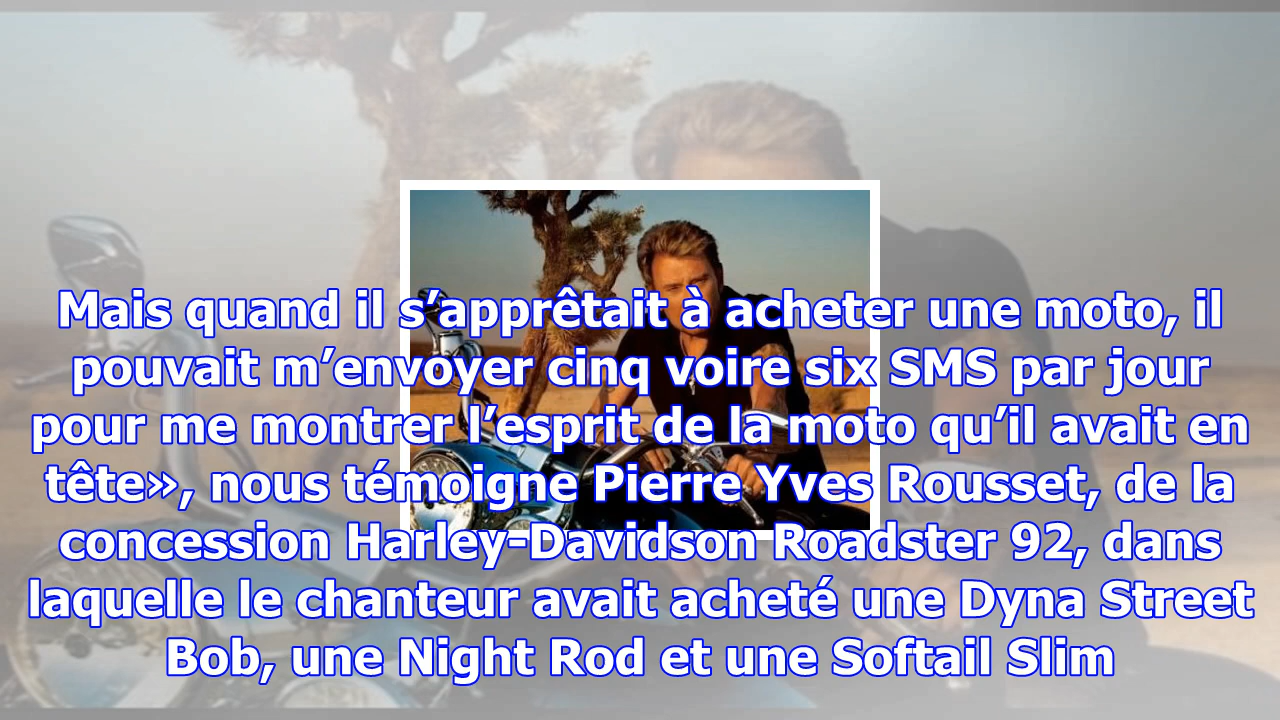 Mais quand il s’apprêtait à acheter une moto, il
pouvait m’envoyer cinq voire six SMS par jour
pour me montrer l’esprit de la moto qu’il avait en
tête», nous témoigne Pierre Yves Rousset, de la
concession Harley-Davidson Roadster 92, dans
laquelle le chanteur avait acheté une Dyna Street
Bob, une Night Rod et une Softail Slim